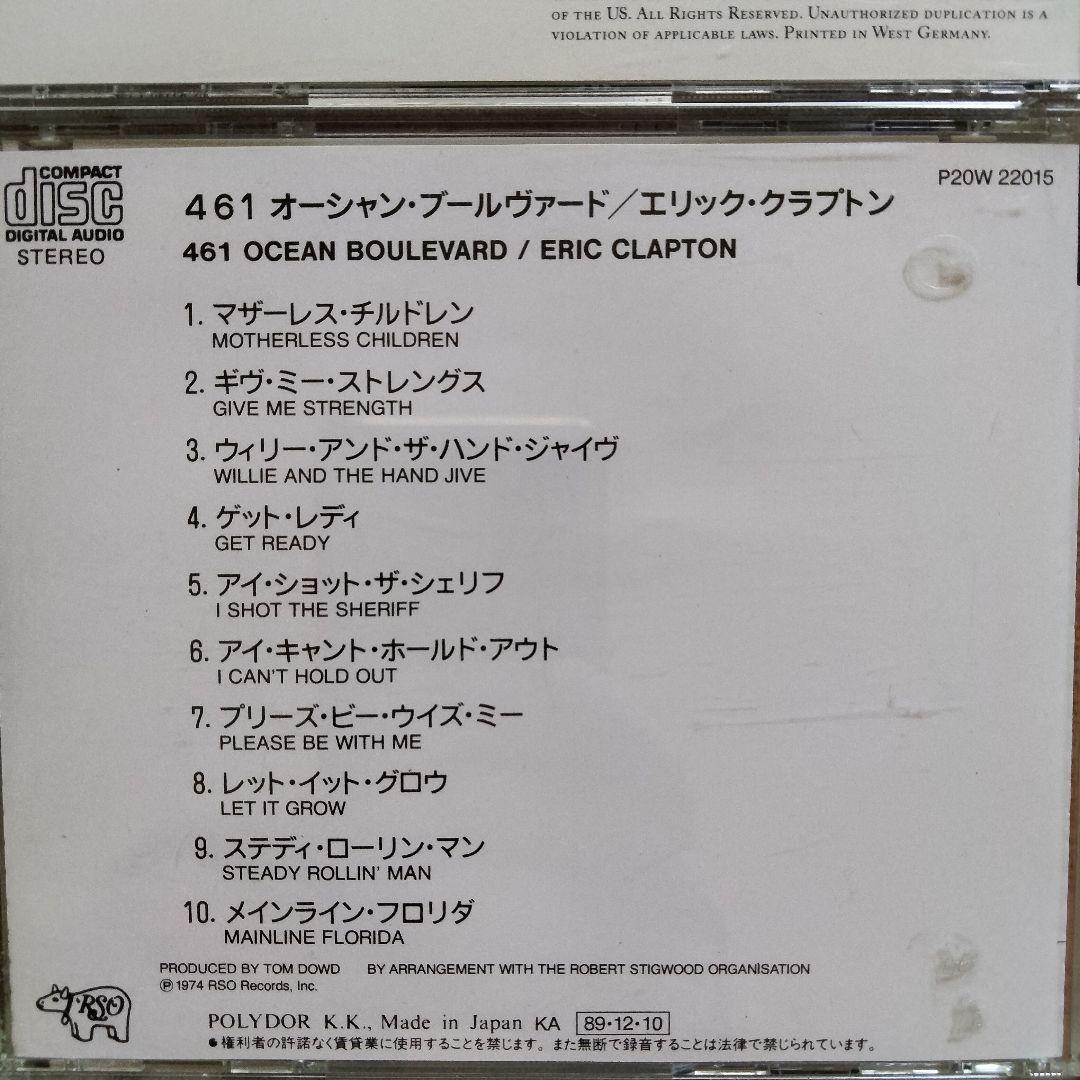 OF THE US. ALL RIGHTS RESERVED. UNAUTHORIZED DUPLICATION IS A
VIOLATION OF APPLICABLE LAWS. PRINTED IN WEST GERMANY.
COMPACT
disc
DIGITAL AUDIO
STEREO
P20W 22015
461 オーシャン・ブールヴァード／エリック・クラプトン
461 OCEAN BOULEVARD / ERIC CLAPTON
1. マザーレス・チルドレン
MOTHERLESS CHILDREN
2. ギヴ・ミー・ストレングス
GIVE ME STRENGTH
3. ウィリー・アンド・ザ・ハンド・ジャイヴ
WILLIE AND THE HAND JIVE
4. ゲット・レディ
GET READY
5. アイ・ショット・ザ・シェリフ
I SHOT THE SHERIFF
6. アイ・キャント・ホールド・アウト
I CAN'T HOLD OUT
7. プリーズ・ビー・ウイズ・ミー
PLEASE BE WITH ME
8. レット・イット・グロウ
LET IT GROW
9. ステディ・ローリン・マン
STEADY ROLLIN' MAN
10. メインライン・フロリダ
MAINLINE FLORIDA
PRODUCED BY TOM DOWD BY ARRANGEMENT WITH THE ROBERT STIGWOOD ORGANISATION
℗ 1974 RSO Records, Inc.
RSO
POLYDOR K.K., Made in Japan KA 89・12・10
●権利者の許諾なく賃貸業に使用することを禁じます。また無断で録音することは法律で禁じられています。